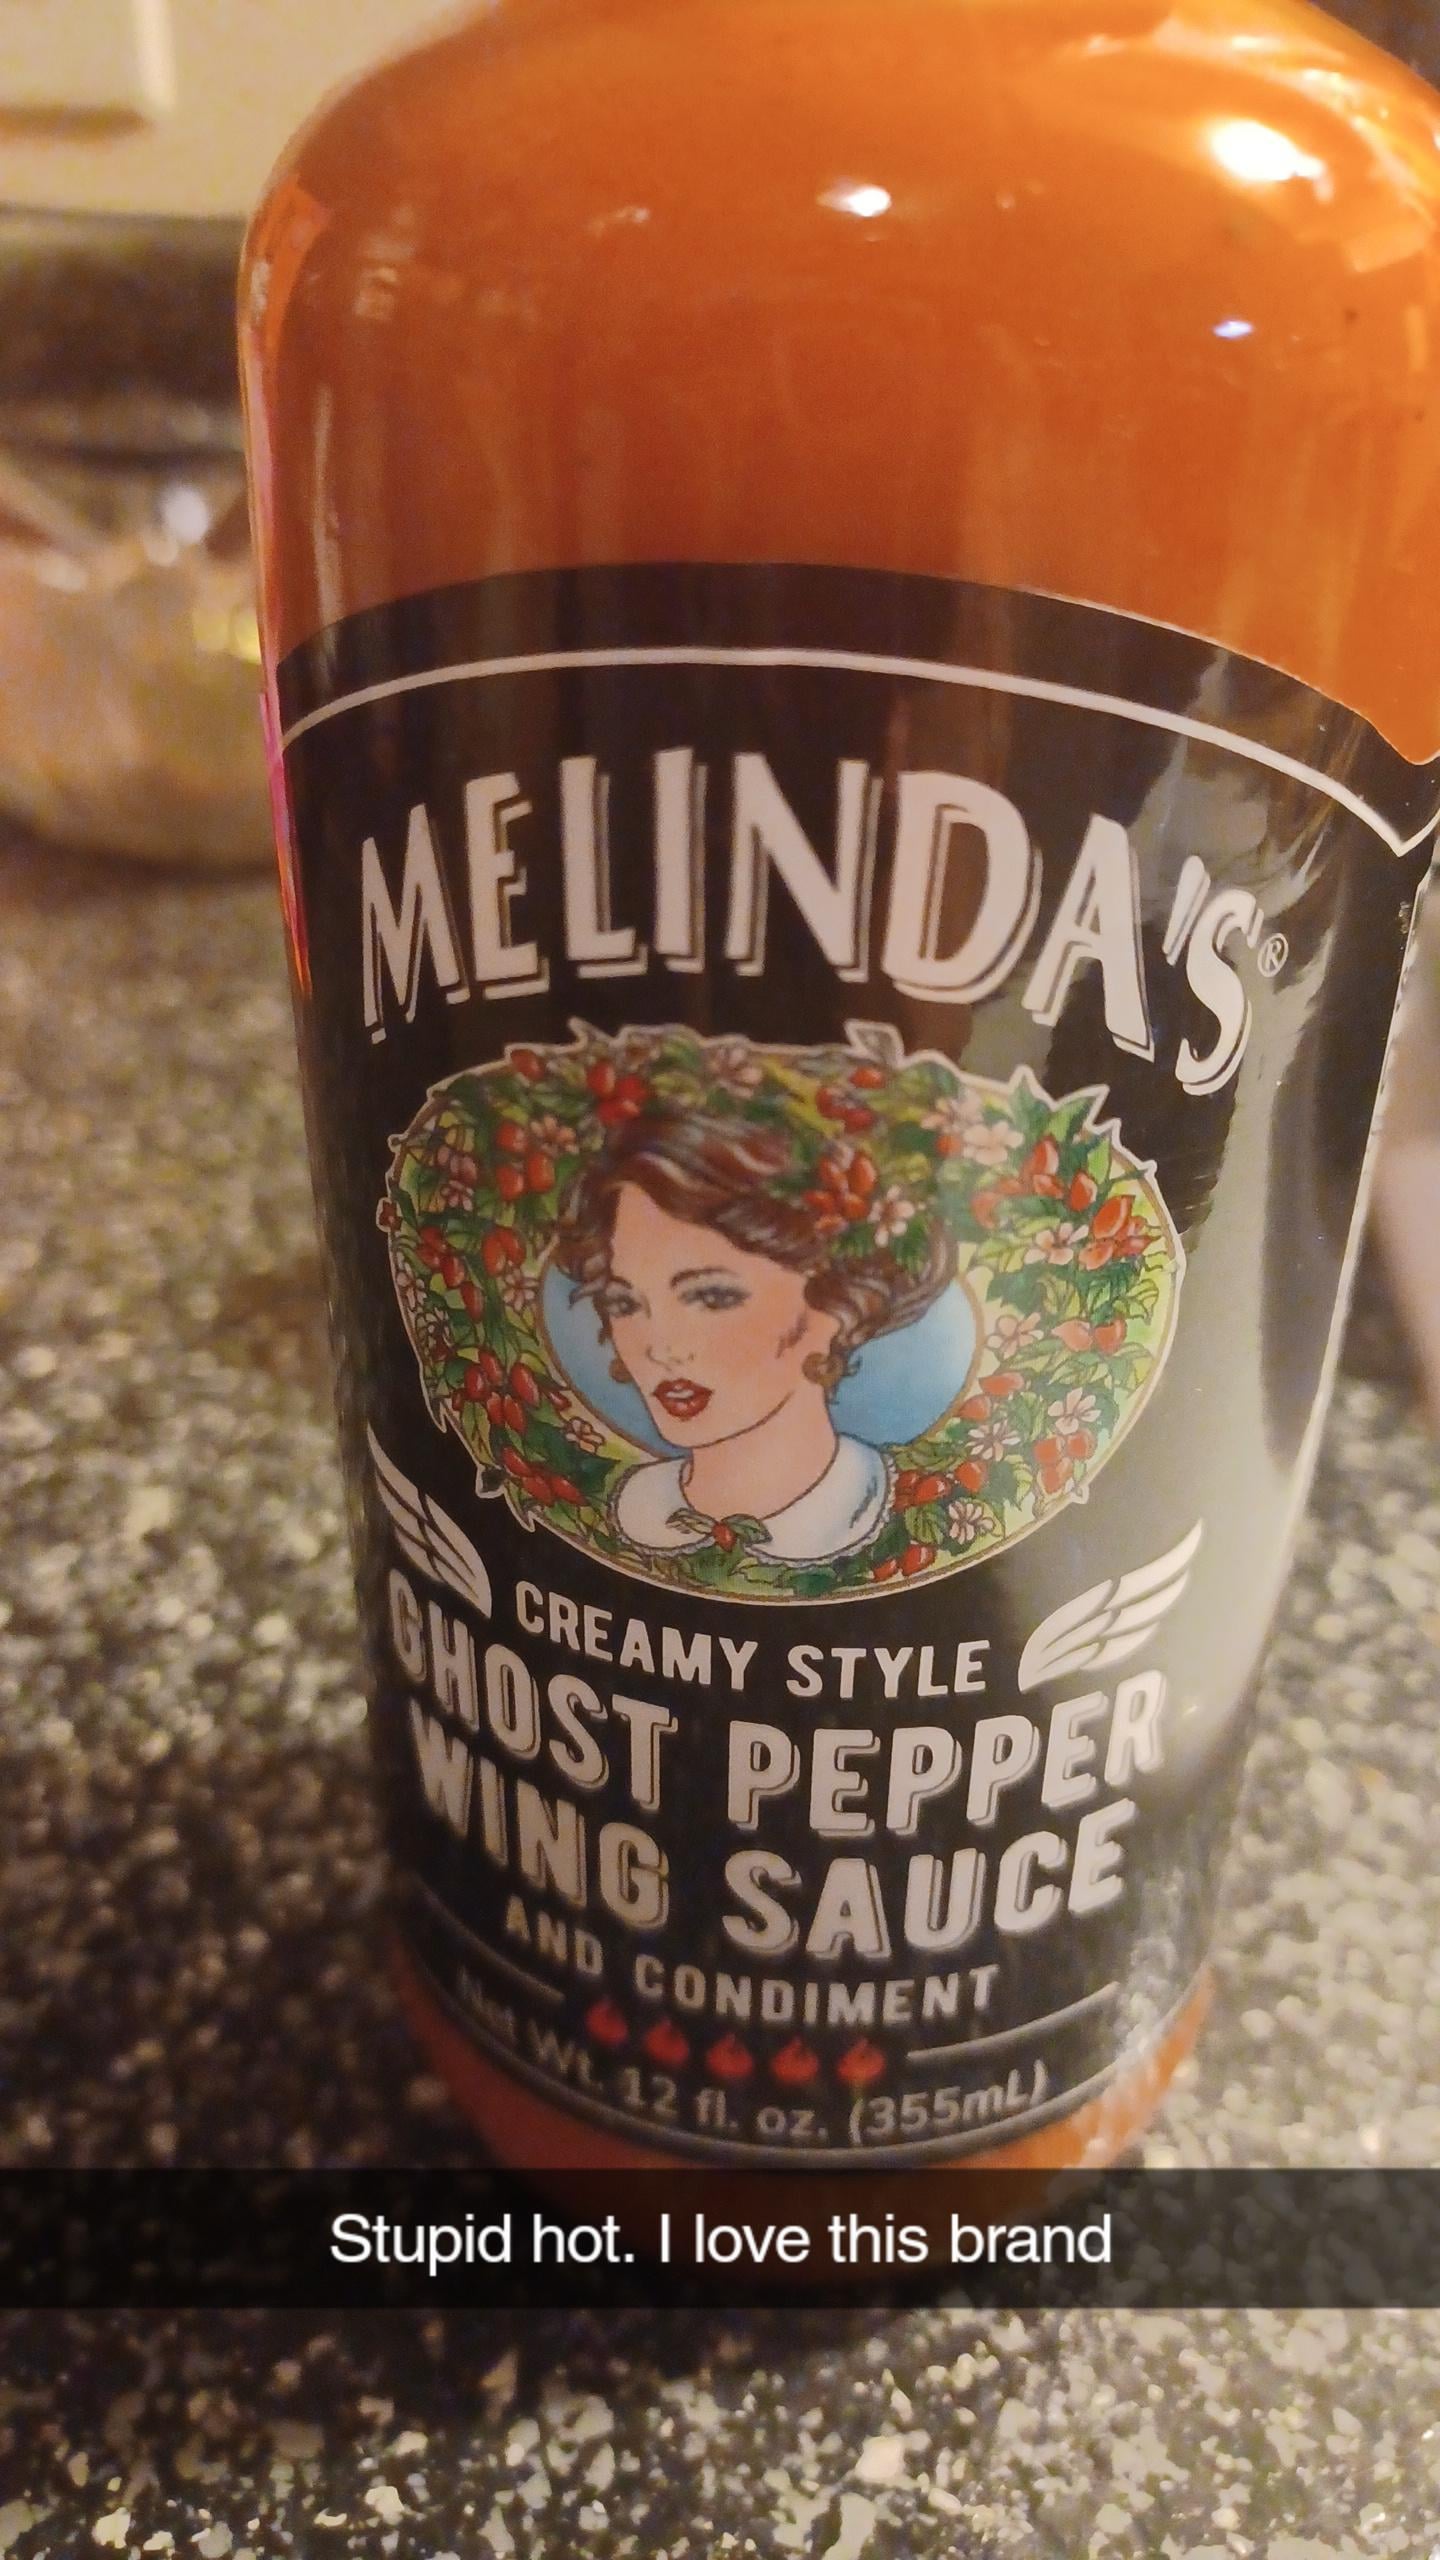 MELINDA'S®
CREAMY STYLE
GHOST PEPPER
WING SAUCE
AND CONDIMENT
Net Wt. 12 fl. oz. (355mL)
Stupid hot. I love this brand